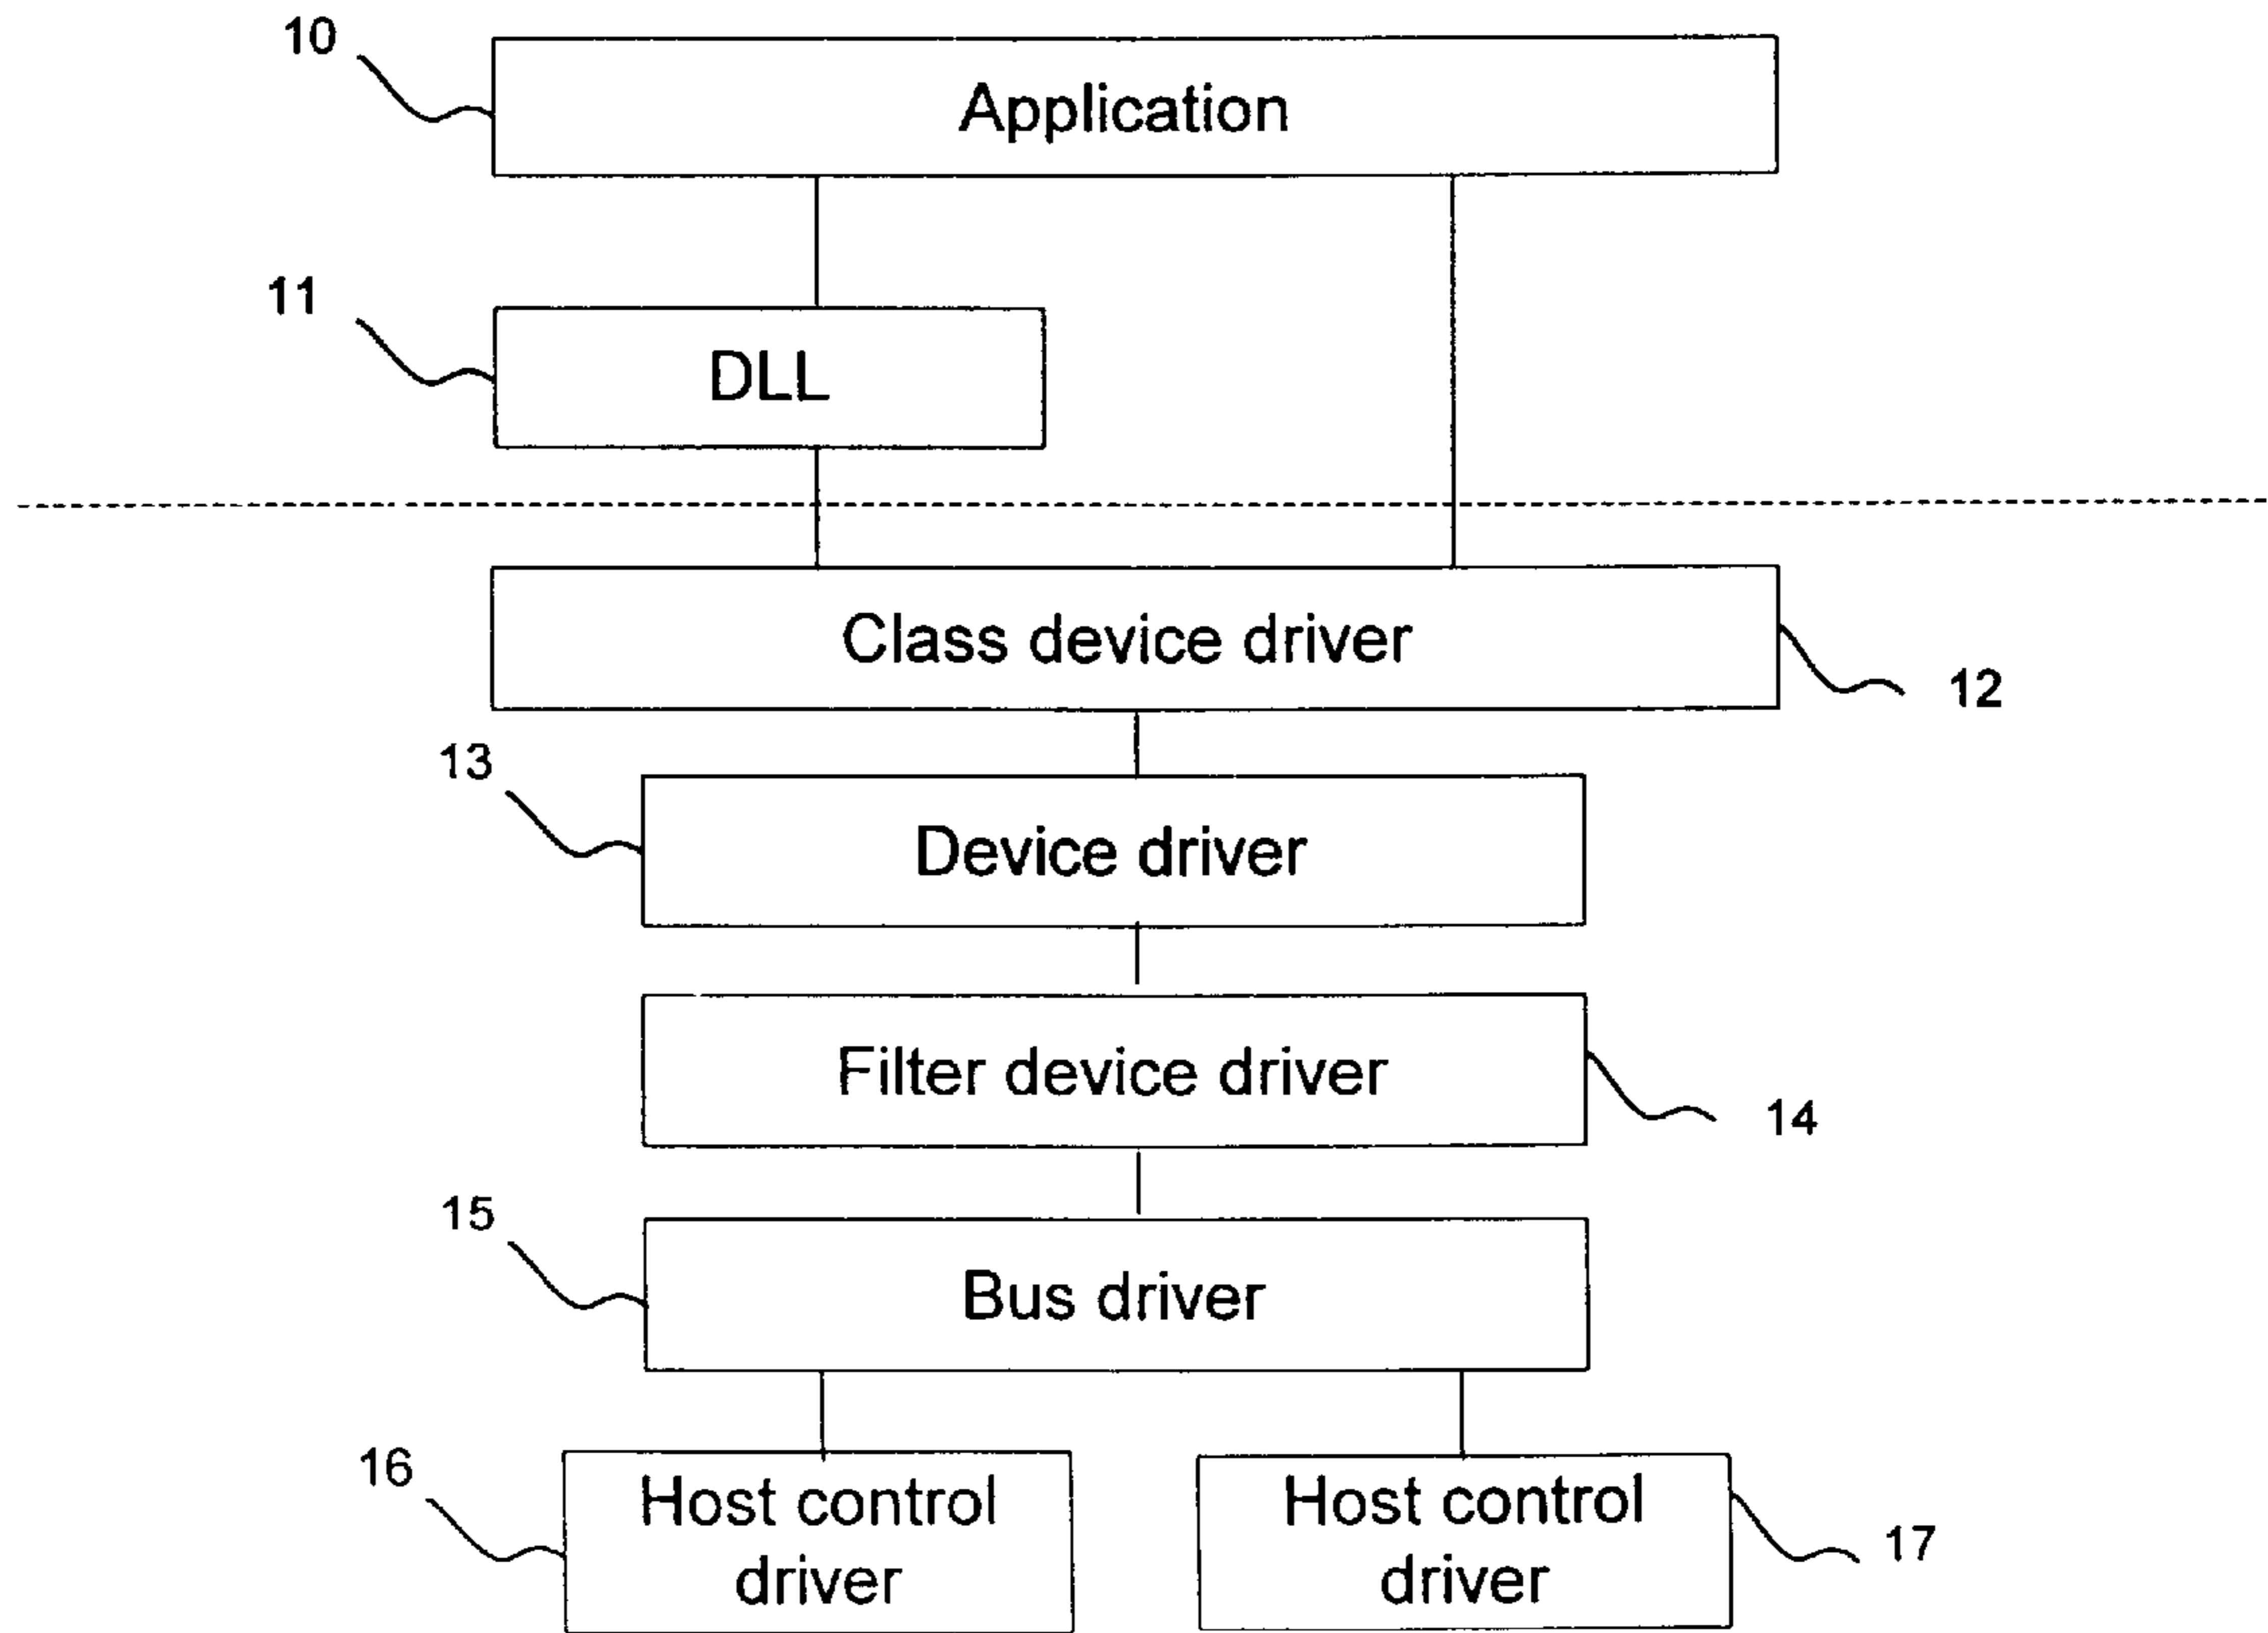 10
Application
11
DLL
Class device driver
12
13
Device driver
Filter device driver
14
15
Bus driver
16
Host control
driver
Host control
driver
17